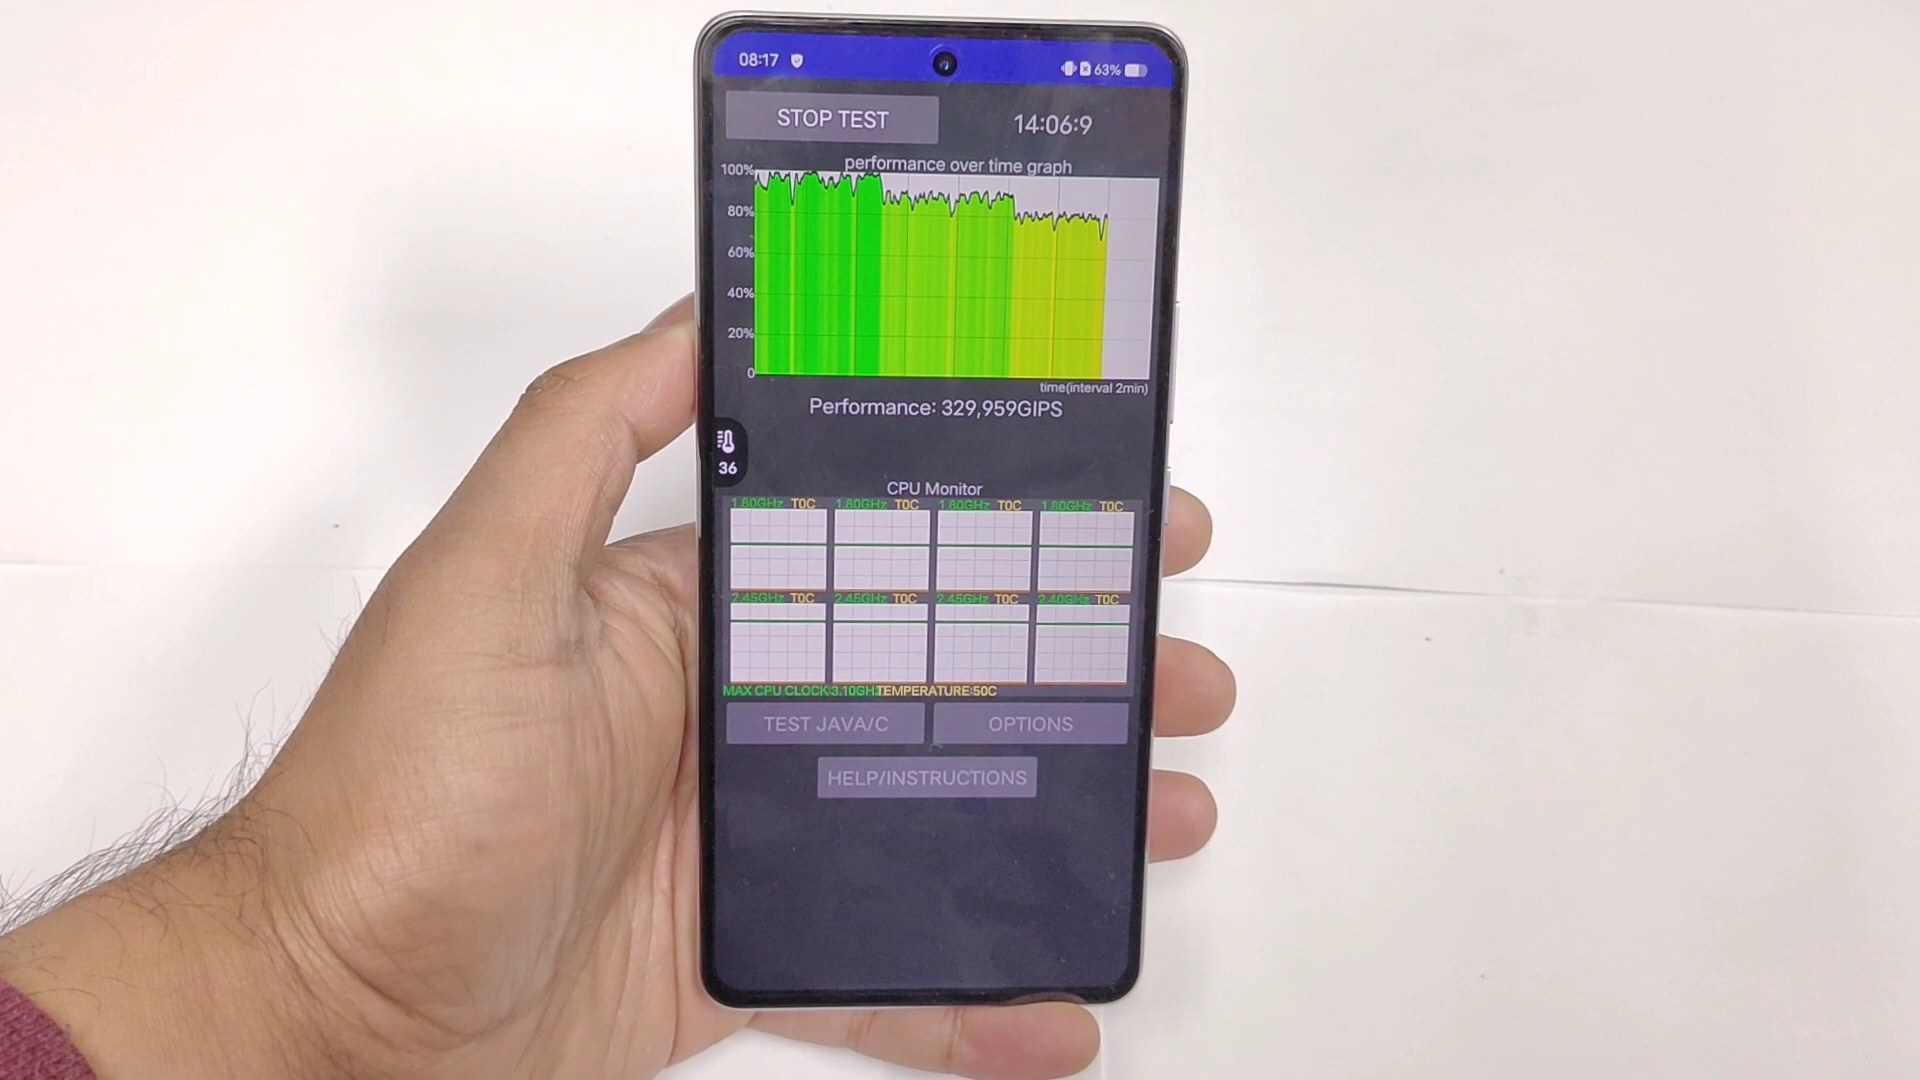 08:17 63%
STOP TEST 14:06:9
performance over time graph
100%
80%
60%
40%
20%
0
time(interval 2min)
Performance: 329,959GIPS
36
CPU Monitor
1.80GHz T0C 1.80GHz T0C 1.80GHz T0C 1.80GHz T0C
2.45GHz T0C 2.45GHz T0C 2.45GHz T0C 2.40GHz T0C
MAX CPU CLOCK:3.10GHZ TEMPERATURE:50C
TEST JAVA/C OPTIONS
HELP/INSTRUCTIONS